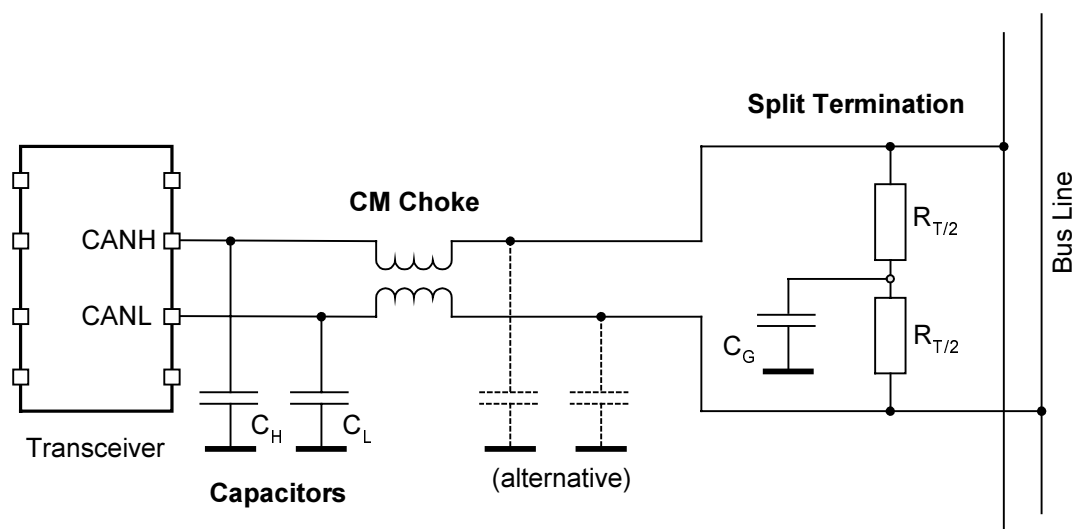 Split Termination
CM Choke
CANH
CANL
R_T/2
R_T/2
C_G
Bus Line
C_H
C_L
Transceiver
(alternative)
Capacitors